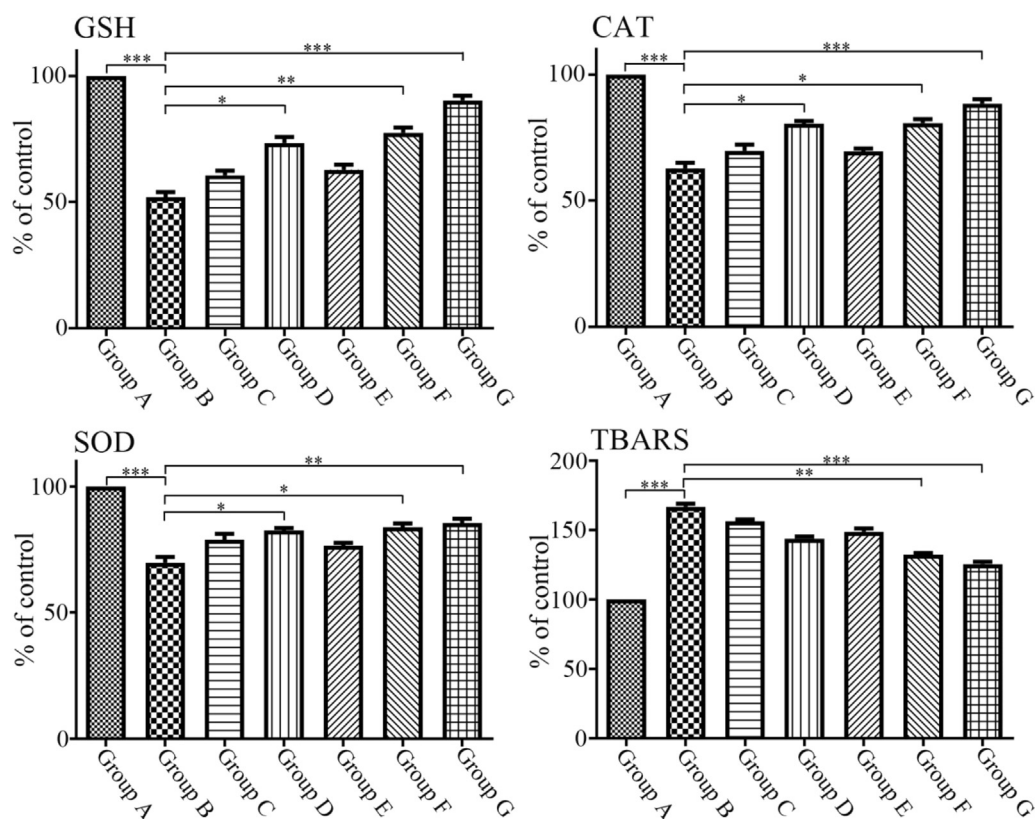 GSH
% of control
100
50
0
***
***
**
*
Group A
Group B
Group C
Group D
Group E
Group F
Group G
CAT
% of control
100
50
0
***
***
*
*
Group A
Group B
Group C
Group D
Group E
Group F
Group G
SOD
% of control
100
50
0
***
**
*
*
Group A
Group B
Group C
Group D
Group E
Group F
Group G
TBARS
% of control
200
150
100
50
0
***
**
***
Group A
Group B
Group C
Group D
Group E
Group F
Group G